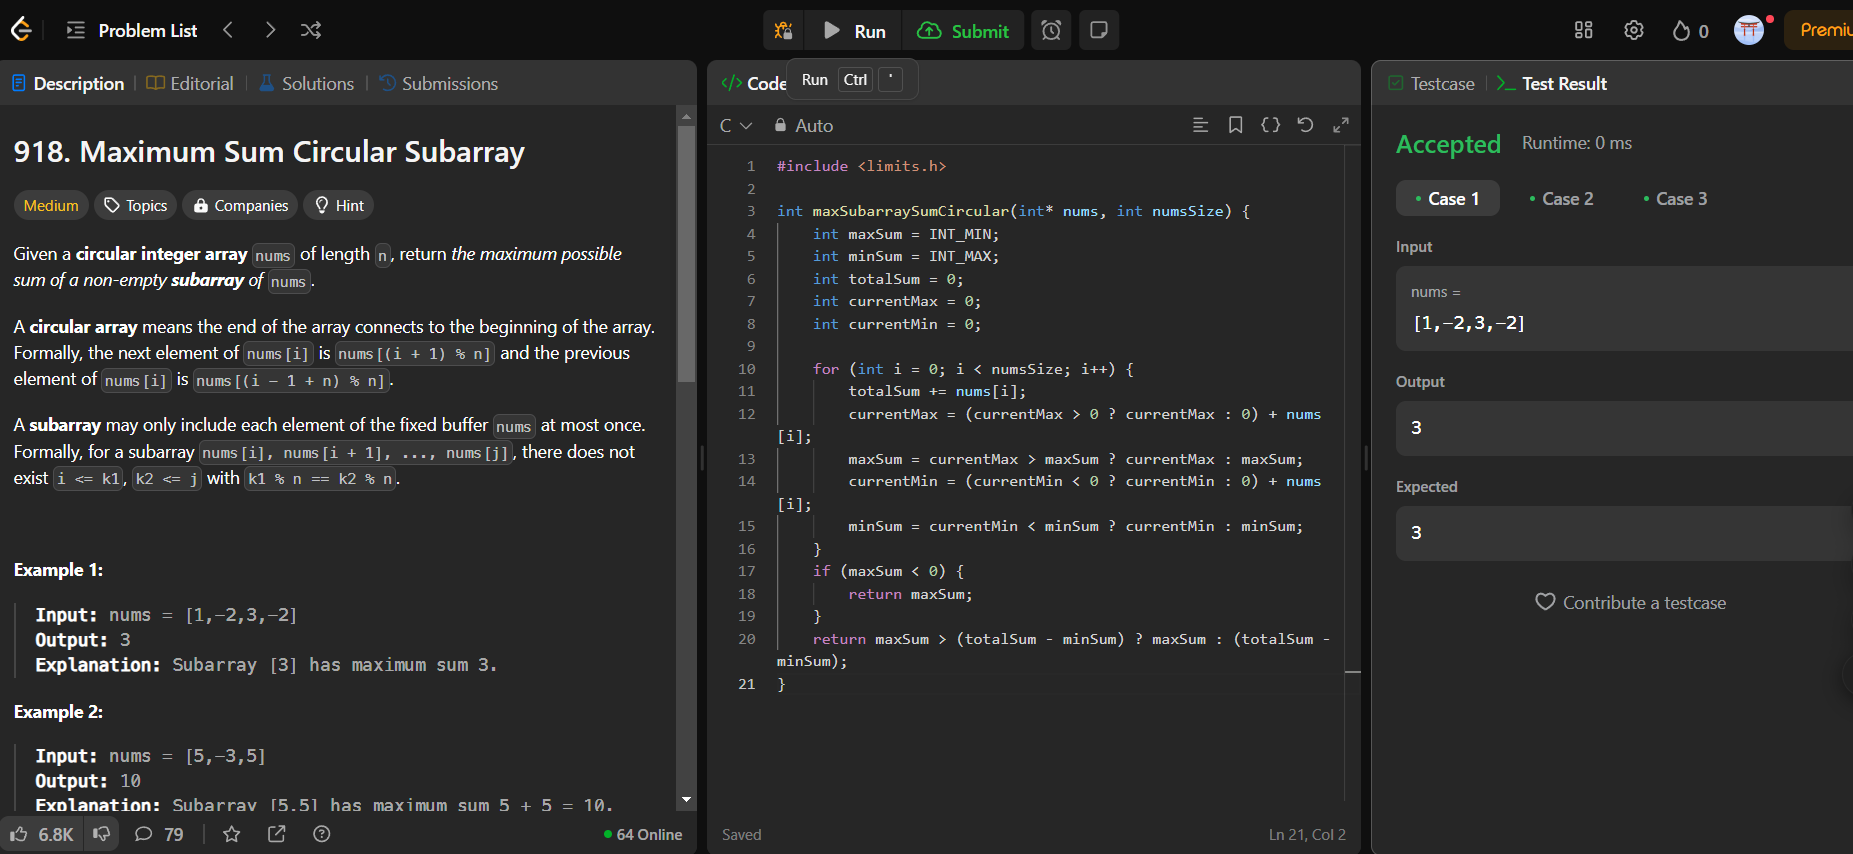 Problem List
Run
Submit
0
Premiu
Description
Editorial
Solutions
Submissions
918. Maximum Sum Circular Subarray
Medium
Topics
Companies
Hint
Given a circular integer array nums of length n, return the maximum possible
sum of a non-empty subarray of nums.
A circular array means the end of the array connects to the beginning of the array.
Formally, the next element of nums[i] is nums[(i + 1) % n] and the previous
element of nums[i] is nums[(i - 1 + n) % n].
A subarray may only include each element of the fixed buffer nums at most once.
Formally, for a subarray nums[i], nums[i + 1], ..., nums[j], there does not
exist i <= k1, k2 <= j with k1 % n == k2 % n.
Example 1:
Input: nums = [1,-2,3,-2]
Output: 3
Explanation: Subarray [3] has maximum sum 3.
Example 2:
Input: nums = [5,-3,5]
Output: 10
Explanation: Subarray [5,5] has maximum sum 5 + 5 = 10.
6.8K
79
64 Online
</> Code
Run Ctrl '
C
Auto
1 #include <limits.h>
2
3 int maxSubarraySumCircular(int* nums, int numsSize) {
4 int maxSum = INT_MIN;
5 int minSum = INT_MAX;
6 int totalSum = 0;
7 int currentMax = 0;
8 int currentMin = 0;
9
10 for (int i = 0; i < numsSize; i++) {
11 totalSum += nums[i];
12 currentMax = (currentMax > 0 ? currentMax : 0) + nums
[i];
13 maxSum = currentMax > maxSum ? currentMax : maxSum;
14 currentMin = (currentMin < 0 ? currentMin : 0) + nums
[i];
15 minSum = currentMin < minSum ? currentMin : minSum;
16 }
17 if (maxSum < 0) {
18 return maxSum;
19 }
20 return maxSum > (totalSum - minSum) ? maxSum : (totalSum -
minSum);
21 }
Saved
Ln 21, Col 2
Testcase
Test Result
Accepted
Runtime: 0 ms
Case 1
Case 2
Case 3
Input
nums =
[1,-2,3,-2]
Output
3
Expected
3
Contribute a testcase